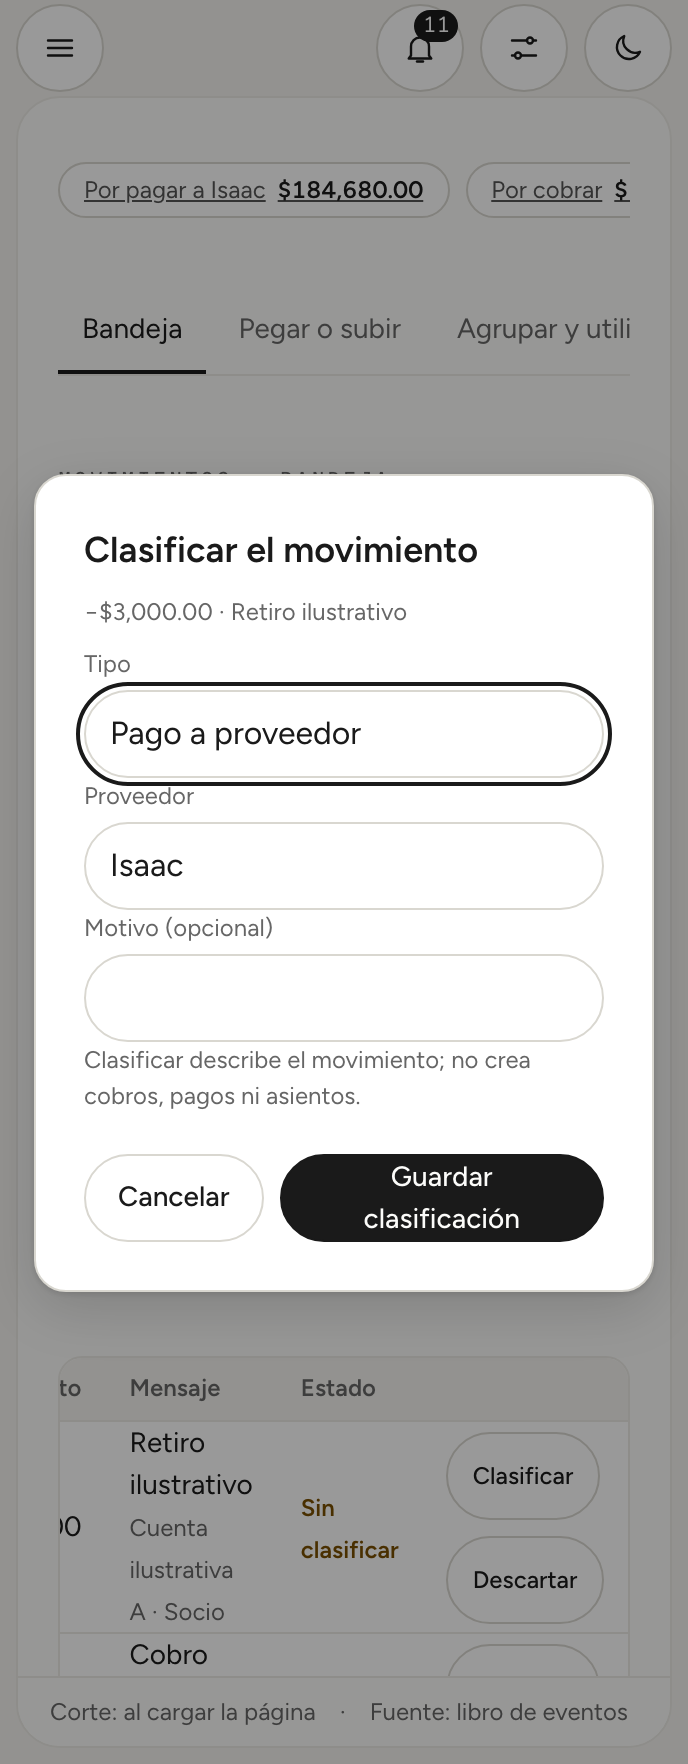 11
Por pagar a Isaac $184,680.00 Por cobrar $
Bandeja Pegar o subir Agrupar y utili
Clasificar el movimiento
−$3,000.00 · Retiro ilustrativo
Tipo
Pago a proveedor
Proveedor
Isaac
Motivo (opcional)
Clasificar describe el movimiento; no crea
cobros, pagos ni asientos.
Cancelar
Guardar
clasificación
to Mensaje Estado
Retiro
ilustrativo
Cuenta
ilustrativa
A · Socio
Sin
clasificar
Clasificar
Descartar
Cobro
Corte: al cargar la página · Fuente: libro de eventos